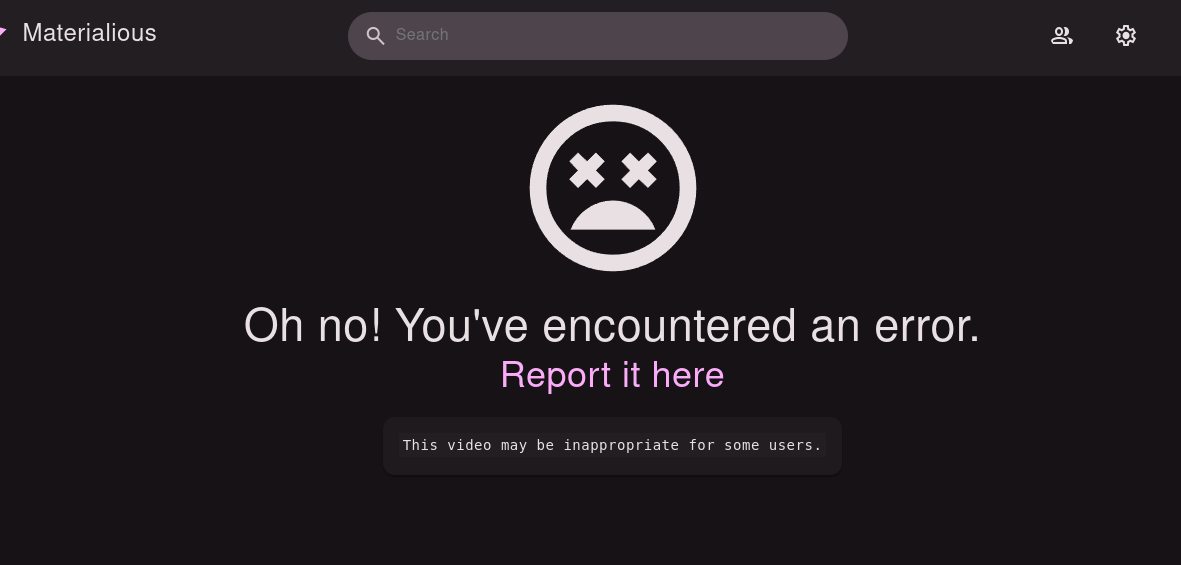 Materialious
Search
Oh no! You've encountered an error.
Report it here
This video may be inappropriate for some users.